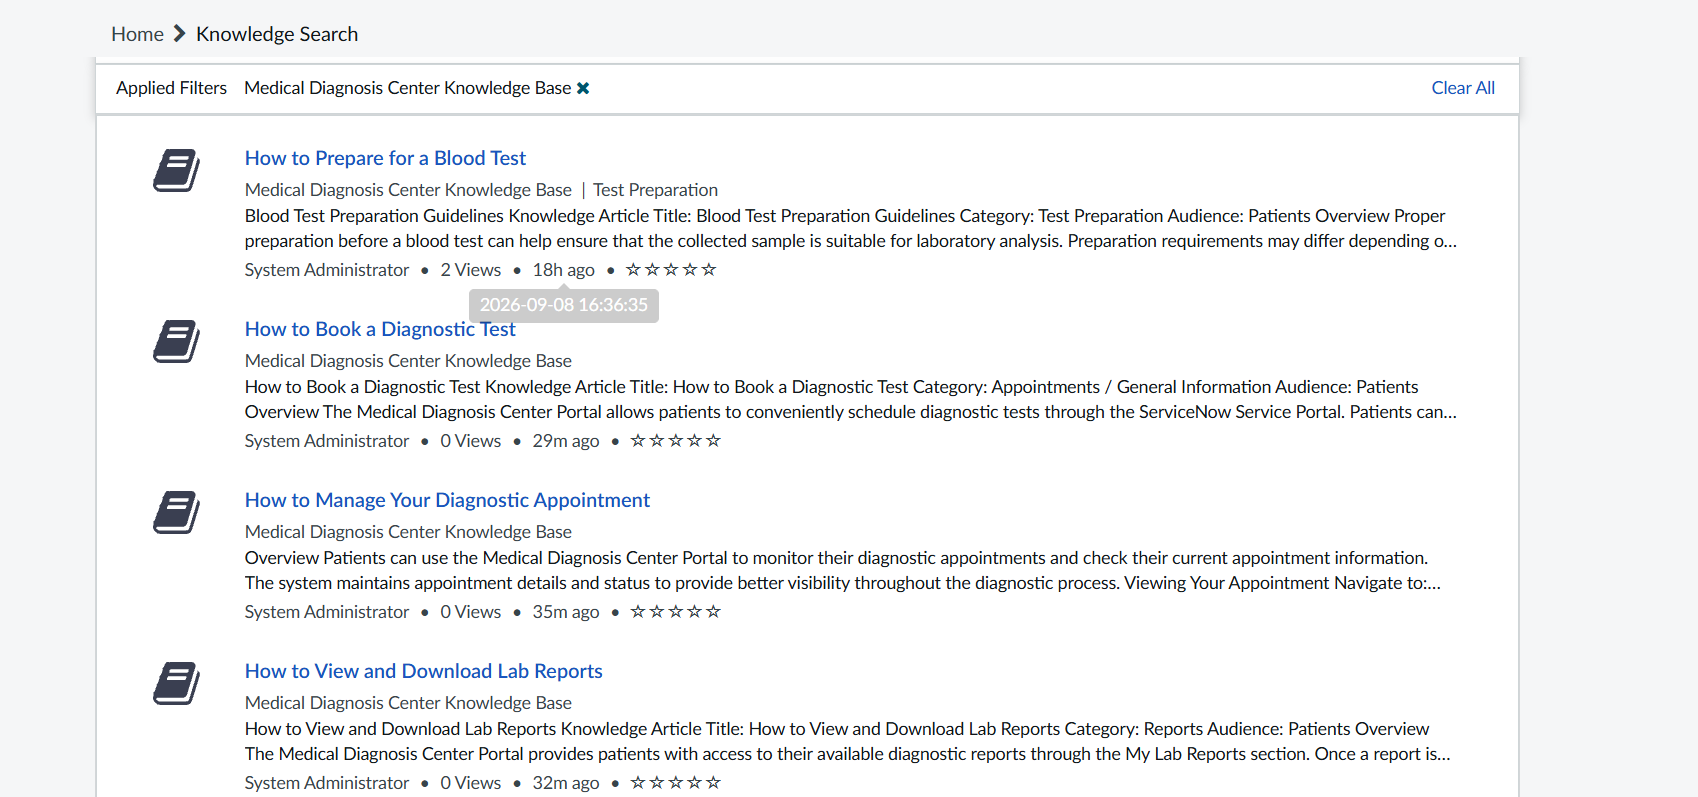 Home > Knowledge Search
Applied Filters Medical Diagnosis Center Knowledge Base ✖ Clear All
How to Prepare for a Blood Test
Medical Diagnosis Center Knowledge Base | Test Preparation
Blood Test Preparation Guidelines Knowledge Article Title: Blood Test Preparation Guidelines Category: Test Preparation Audience: Patients Overview Proper
preparation before a blood test can help ensure that the collected sample is suitable for laboratory analysis. Preparation requirements may differ depending o...
System Administrator • 2 Views • 18h ago • ☆☆☆☆☆
2026-09-08 16:36:35
How to Book a Diagnostic Test
Medical Diagnosis Center Knowledge Base
How to Book a Diagnostic Test Knowledge Article Title: How to Book a Diagnostic Test Category: Appointments / General Information Audience: Patients
Overview The Medical Diagnosis Center Portal allows patients to conveniently schedule diagnostic tests through the ServiceNow Service Portal. Patients can...
System Administrator • 0 Views • 29m ago • ☆☆☆☆☆
How to Manage Your Diagnostic Appointment
Medical Diagnosis Center Knowledge Base
Overview Patients can use the Medical Diagnosis Center Portal to monitor their diagnostic appointments and check their current appointment information.
The system maintains appointment details and status to provide better visibility throughout the diagnostic process. Viewing Your Appointment Navigate to:...
System Administrator • 0 Views • 35m ago • ☆☆☆☆☆
How to View and Download Lab Reports
Medical Diagnosis Center Knowledge Base
How to View and Download Lab Reports Knowledge Article Title: How to View and Download Lab Reports Category: Reports Audience: Patients Overview
The Medical Diagnosis Center Portal provides patients with access to their available diagnostic reports through the My Lab Reports section. Once a report is...
System Administrator • 0 Views • 32m ago • ☆☆☆☆☆